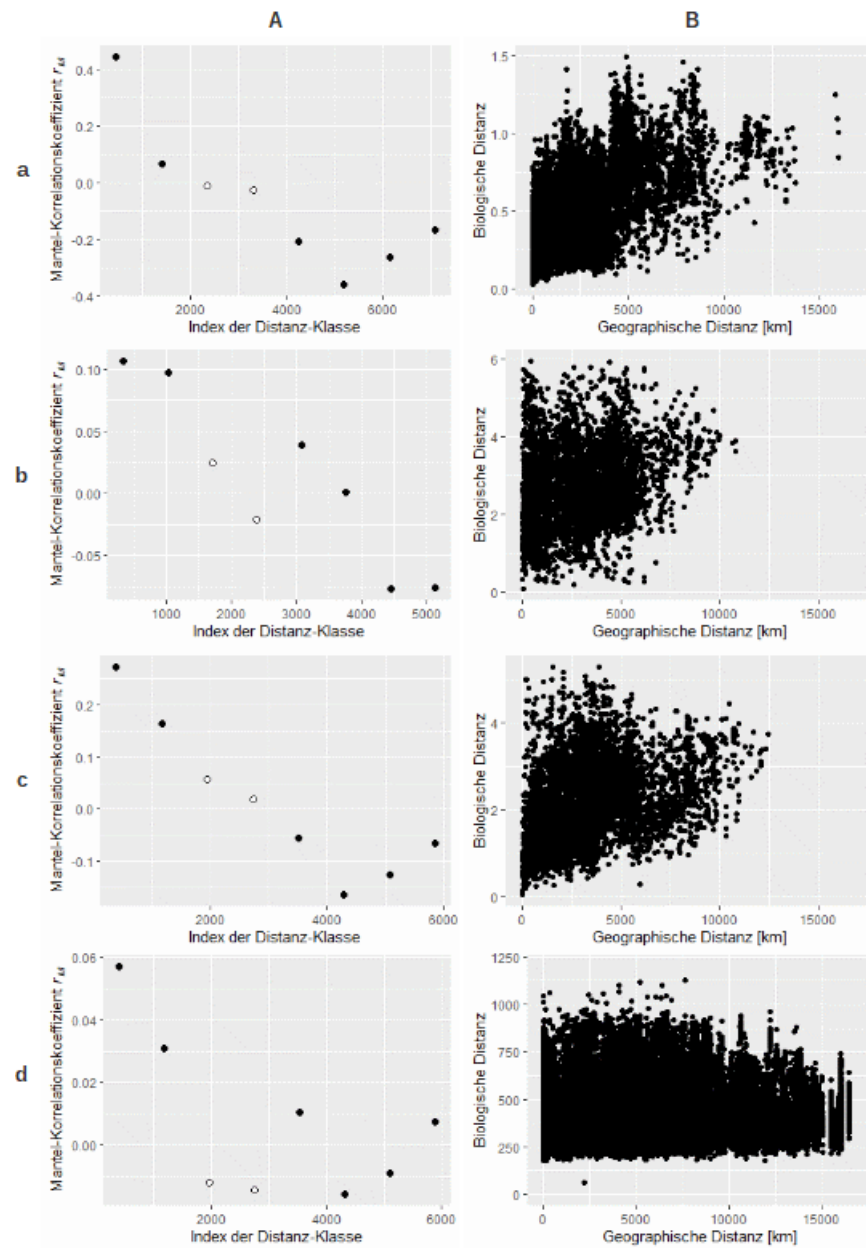 A B
a
Mantel-Korrelationskoeffizient r_M
0.4
0.2
0.0
-0.2
-0.4
2000 4000 6000
Index der Distanz-Klasse
Biologische Distanz
1.5
1.0
0.5
0.0
0 5000 10000 15000
Geographische Distanz [km]
b
Mantel-Korrelationskoeffizient r_M
0.10
0.05
0.00
-0.05
1000 2000 3000 4000 5000
Index der Distanz-Klasse
Biologische Distanz
6
4
2
0
0 5000 10000 15000
Geographische Distanz [km]
c
Mantel-Korrelationskoeffizient r_M
0.2
0.1
0.0
-0.1
2000 4000 6000
Index der Distanz-Klasse
Biologische Distanz
4
2
0
0 5000 10000 15000
Geographische Distanz [km]
d
Mantel-Korrelationskoeffizient r_M
0.06
0.04
0.02
0.00
2000 4000 6000
Index der Distanz-Klasse
Biologische Distanz
1250
1000
750
500
250
0
0 5000 10000 15000
Geographische Distanz [km]